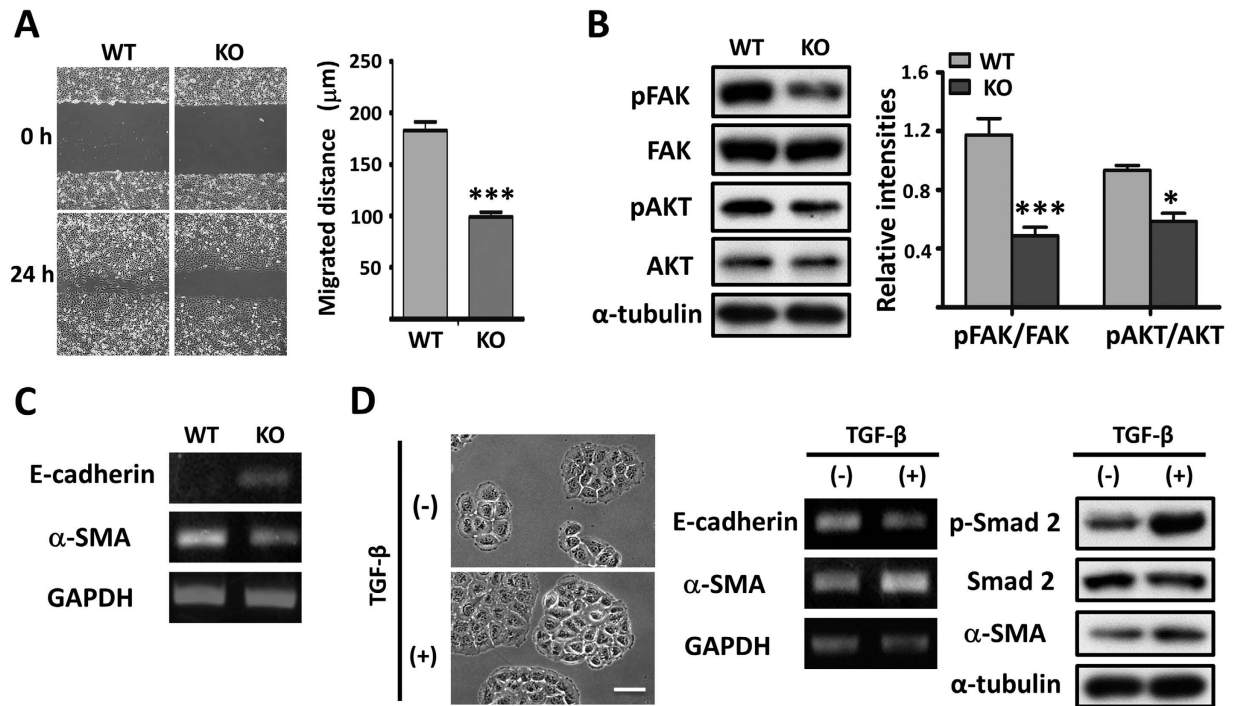 A
WT KO
0 h
24 h
Migrated distance (μm)
250
200
150
100
50
***
WT KO
B
WT KO
pFAK
FAK
pAKT
AKT
α-tubulin
WT
KO
Relative intensities
1.6
1.2
0.8
0.4
***
*
pFAK/FAK pAKT/AKT
C
WT KO
E-cadherin
α-SMA
GAPDH
D
TGF-β
(-)
(+)
TGF-β
(-) (+)
E-cadherin
α-SMA
GAPDH
TGF-β
(-) (+)
p-Smad 2
Smad 2
α-SMA
α-tubulin